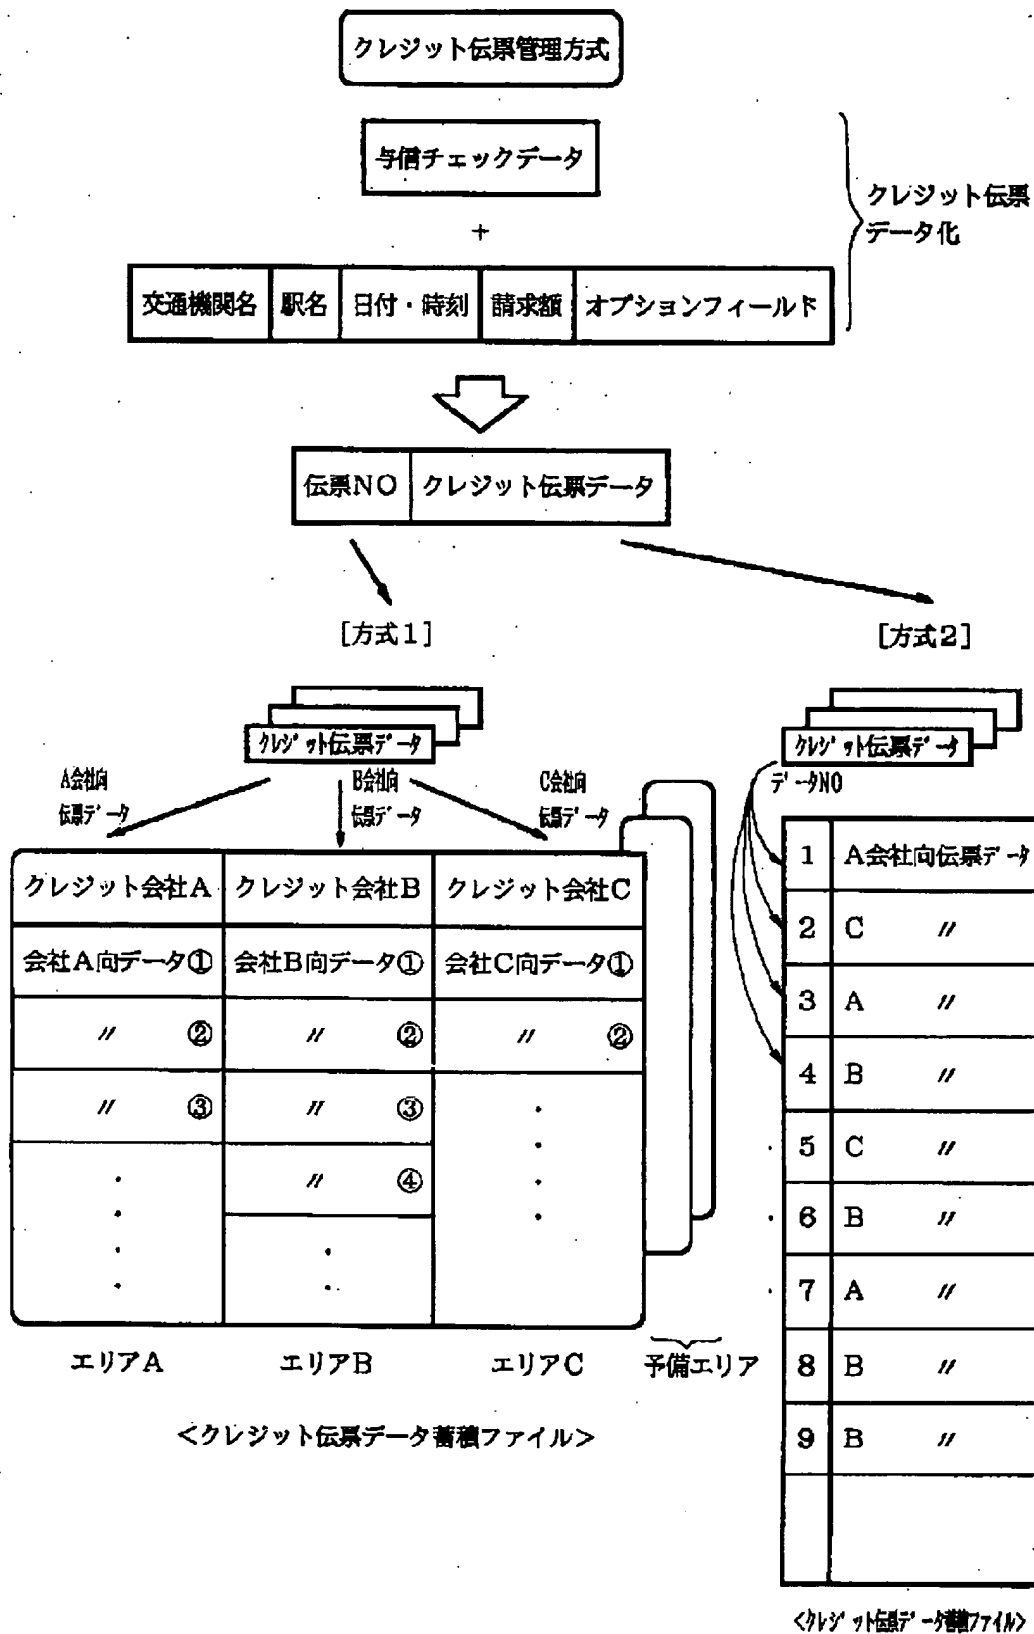 クレジット伝票管理方式
与信チェックデータ
+
クレジット伝票
データ化
交通機関名 駅名 日付・時刻 請求額 オプションフィールド
伝票NO クレジット伝票データ
[方式1]
[方式2]
クレジット伝票データ
クレジット伝票データ
A会社向
伝票データ
B会社向
伝票データ
C会社向
伝票データ
データNO
クレジット会社A クレジット会社B クレジット会社C
会社A向データ① 会社B向データ① 会社C向データ①
〃 ② 〃 ② 〃 ②
〃 ③ 〃 ③
〃 ④
エリアA エリアB エリアC 予備エリア
<クレジット伝票データ蓄積ファイル>
1 A会社向伝票データ
2 C 〃
3 A 〃
4 B 〃
5 C 〃
6 B 〃
7 A 〃
8 B 〃
9 B 〃
<クレジット伝票データ蓄積ファイル>